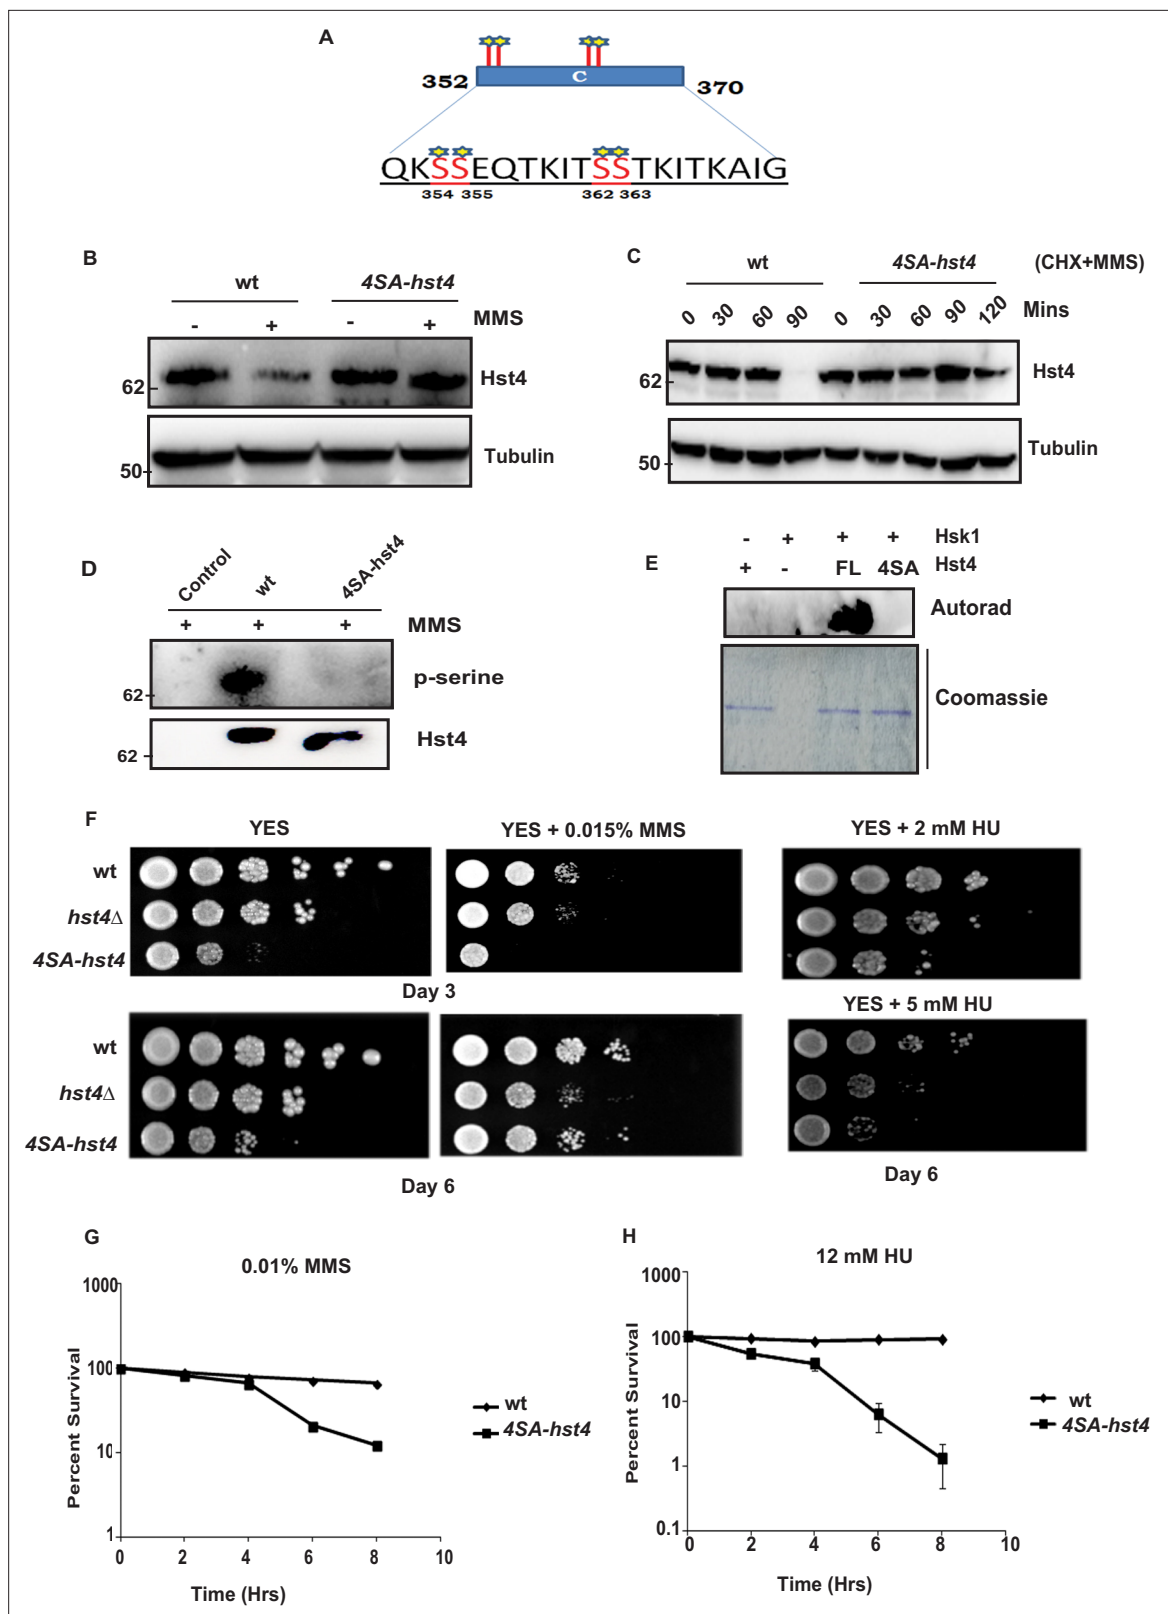 A
352
C
370
QKSSEQTKITSSTKITKAIG
354 355 362 363
B
wt 4SA-hst4
- + - + MMS
62
Hst4
50
Tubulin
C
wt 4SA-hst4 (CHX+MMS)
0 30 60 90 0 30 60 90 120 Mins
62
Hst4
50
Tubulin
D
Control wt 4SA-hst4
+ + + MMS
62
p-serine
62
Hst4
E
- + + + Hsk1
+ - FL 4SA Hst4
Autorad
Coomassie
F
YES YES + 0.015% MMS YES + 2 mM HU
wt
hst4Δ
4SA-hst4
Day 3
YES + 5 mM HU
wt
hst4Δ
4SA-hst4
Day 6
Day 6
G
0.01% MMS
Percent Survival
1000
100
10
1
0 2 4 6 8 10
Time (Hrs)
wt
4SA-hst4
H
12 mM HU
Percent Survival
1000
100
10
1
0.1
0 2 4 6 8 10
Time (Hrs)
wt
4SA-hst4